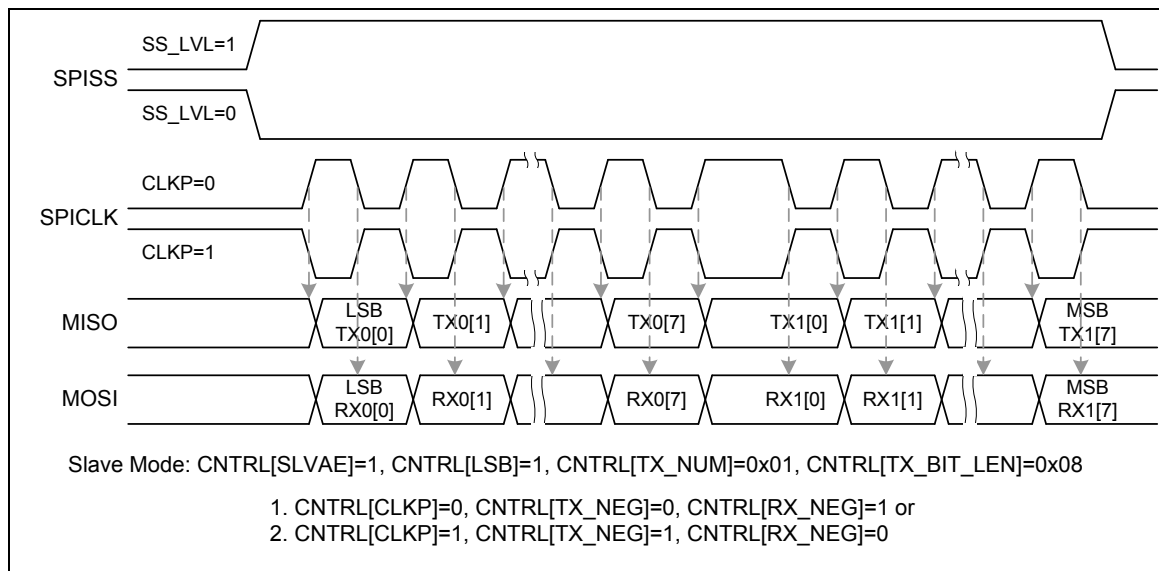 SS_LVL=1
SPISS
SS_LVL=0
CLKP=0
SPICLK
CLKP=1
MISO
LSB
TX0[0]
TX0[1]
TX0[7]
TX1[0]
TX1[1]
MSB
TX1[7]
MOSI
LSB
RX0[0]
RX0[1]
RX0[7]
RX1[0]
RX1[1]
MSB
RX1[7]
Slave Mode: CNTRL[SLVAE]=1, CNTRL[LSB]=1, CNTRL[TX_NUM]=0x01, CNTRL[TX_BIT_LEN]=0x08
1. CNTRL[CLKP]=0, CNTRL[TX_NEG]=0, CNTRL[RX_NEG]=1 or
2. CNTRL[CLKP]=1, CNTRL[TX_NEG]=1, CNTRL[RX_NEG]=0